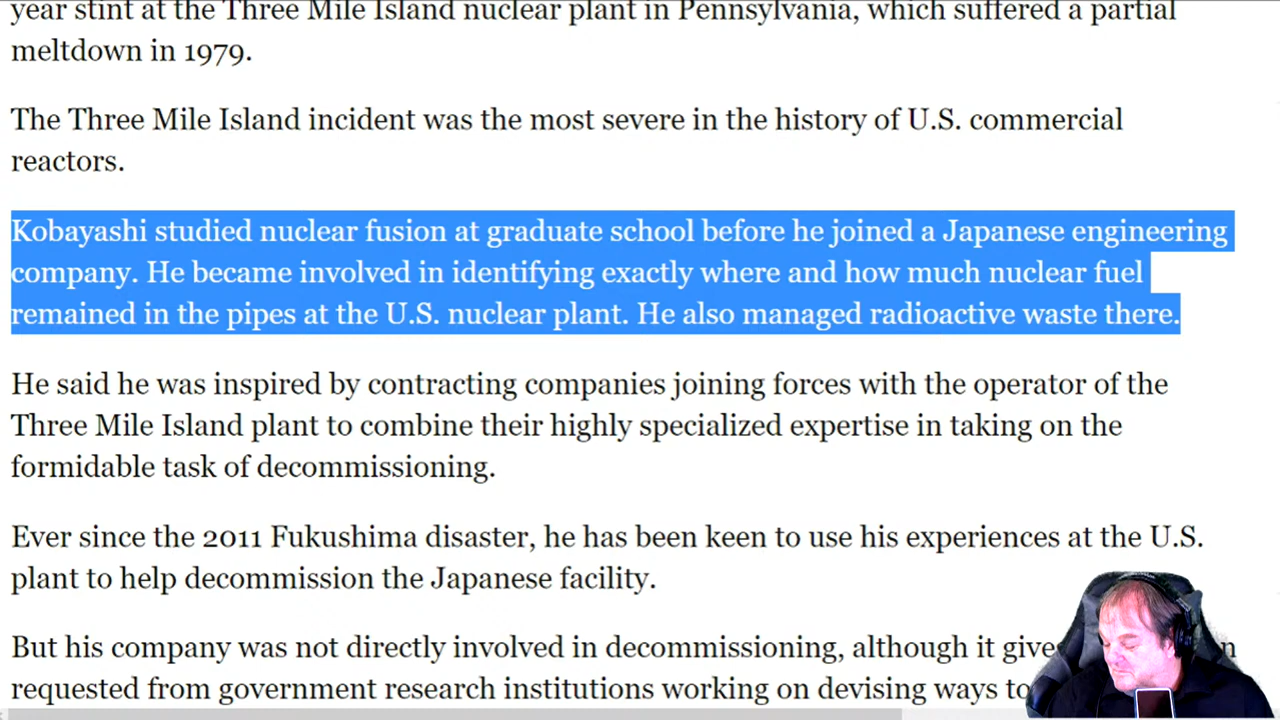 year stint at the Three Mile Island nuclear plant in Pennsylvania, which suffered a partial
meltdown in 1979.
The Three Mile Island incident was the most severe in the history of U.S. commercial
reactors.
Kobayashi studied nuclear fusion at graduate school before he joined a Japanese engineering
company. He became involved in identifying exactly where and how much nuclear fuel
remained in the pipes at the U.S. nuclear plant. He also managed radioactive waste there.
He said he was inspired by contracting companies joining forces with the operator of the
Three Mile Island plant to combine their highly specialized expertise in taking on the
formidable task of decommissioning.
Ever since the 2011 Fukushima disaster, he has been keen to use his experiences at the U.S.
plant to help decommission the Japanese facility.
But his company was not directly involved in decommissioning, although it
requested from government research institutions working on devising ways to